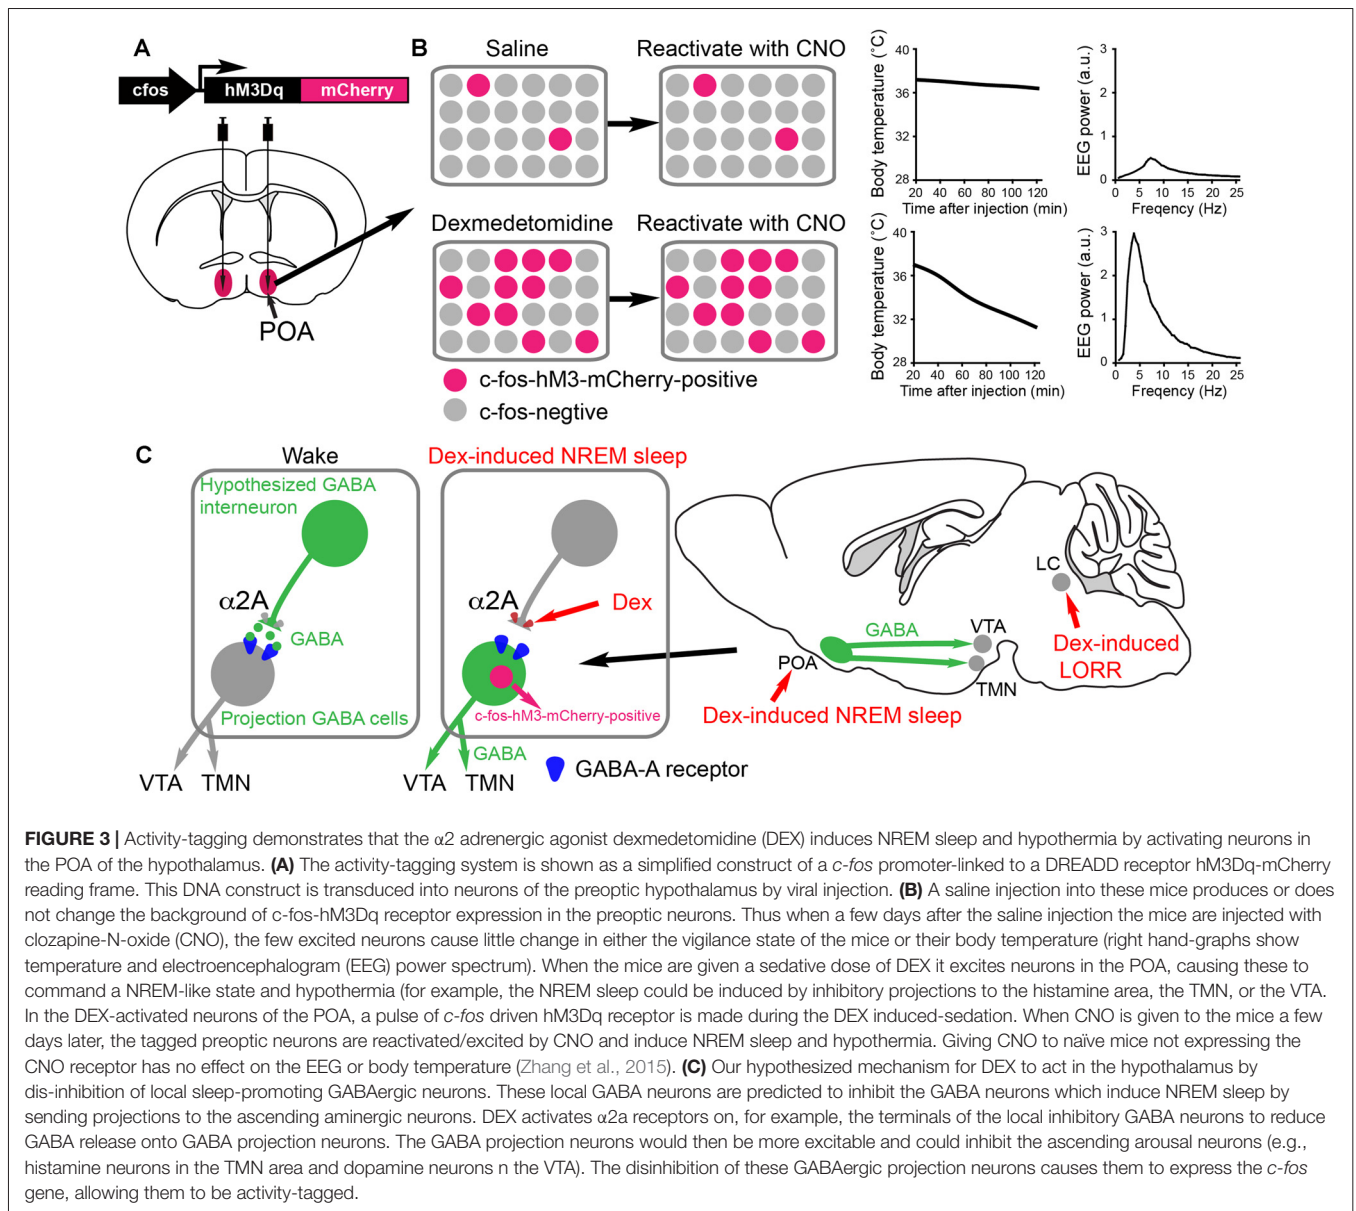 A
cfos
hM3Dq
mCherry
POA
B
Saline
Reactivate with CNO
Dexmedetomidine
Reactivate with CNO
c-fos-hM3-mCherry-positive
c-fos-negtive
Body temperature (°C)
40
36
32
28
20 40 60 80 100 120
Time after injection (min)
EEG power (a.u.)
3
2
1
0
0 5 10 15 20 25
Freqency (Hz)
Body temperature (°C)
40
36
32
28
20 40 60 80 100 120
Time after injection (min)
EEG power (a.u.)
3
2
1
0
0 5 10 15 20 25
Freqency (Hz)
C
Wake
Hypothesized GABA
interneuron
α2A
GABA
Projection GABA cells
VTA
TMN
Dex-induced NREM sleep
α2A
Dex
c-fos-hM3-mCherry-positive
GABA
VTA
TMN
GABA-A receptor
GABA
POA
VTA
TMN
LC
Dex-induced
LORR
Dex-induced NREM sleep
FIGURE 3 | Activity-tagging demonstrates that the α2 adrenergic agonist dexmedetomidine (DEX) induces NREM sleep and hypothermia by activating neurons in
the POA of the hypothalamus. (A) The activity-tagging system is shown as a simplified construct of a c-fos promoter-linked to a DREADD receptor hM3Dq-mCherry
reading frame. This DNA construct is transduced into neurons of the preoptic hypothalamus by viral injection. (B) A saline injection into these mice produces or does
not change the background of c-fos-hM3Dq receptor expression in the preoptic neurons. Thus when a few days after the saline injection the mice are injected with
clozapine-N-oxide (CNO), the few excited neurons cause little change in either the vigilance state of the mice or their body temperature (right hand-graphs show
temperature and electroencephalogram (EEG) power spectrum). When the mice are given a sedative dose of DEX it excites neurons in the POA, causing these to
command a NREM-like state and hypothermia (for example, the NREM sleep could be induced by inhibitory projections to the histamine area, the TMN, or the VTA.
In the DEX-activated neurons of the POA, a pulse of c-fos driven hM3Dq receptor is made during the DEX induced-sedation. When CNO is given to the mice a few
days later, the tagged preoptic neurons are reactivated/excited by CNO and induce NREM sleep and hypothermia. Giving CNO to naïve mice not expressing the
CNO receptor has no effect on the EEG or body temperature (Zhang et al., 2015). (C) Our hypothesized mechanism for DEX to act in the hypothalamus by
dis-inhibition of local sleep-promoting GABAergic neurons. These local GABA neurons are predicted to inhibit the GABA neurons which induce NREM sleep by
sending projections to the ascending aminergic neurons. DEX activates α2a receptors on, for example, the terminals of the local inhibitory GABA neurons to reduce
GABA release onto GABA projection neurons. The GABA projection neurons would then be more excitable and could inhibit the ascending arousal neurons (e.g.,
histamine neurons in the TMN area and dopamine neurons n the VTA). The disinhibition of these GABAergic projection neurons causes them to express the c-fos
gene, allowing them to be activity-tagged.